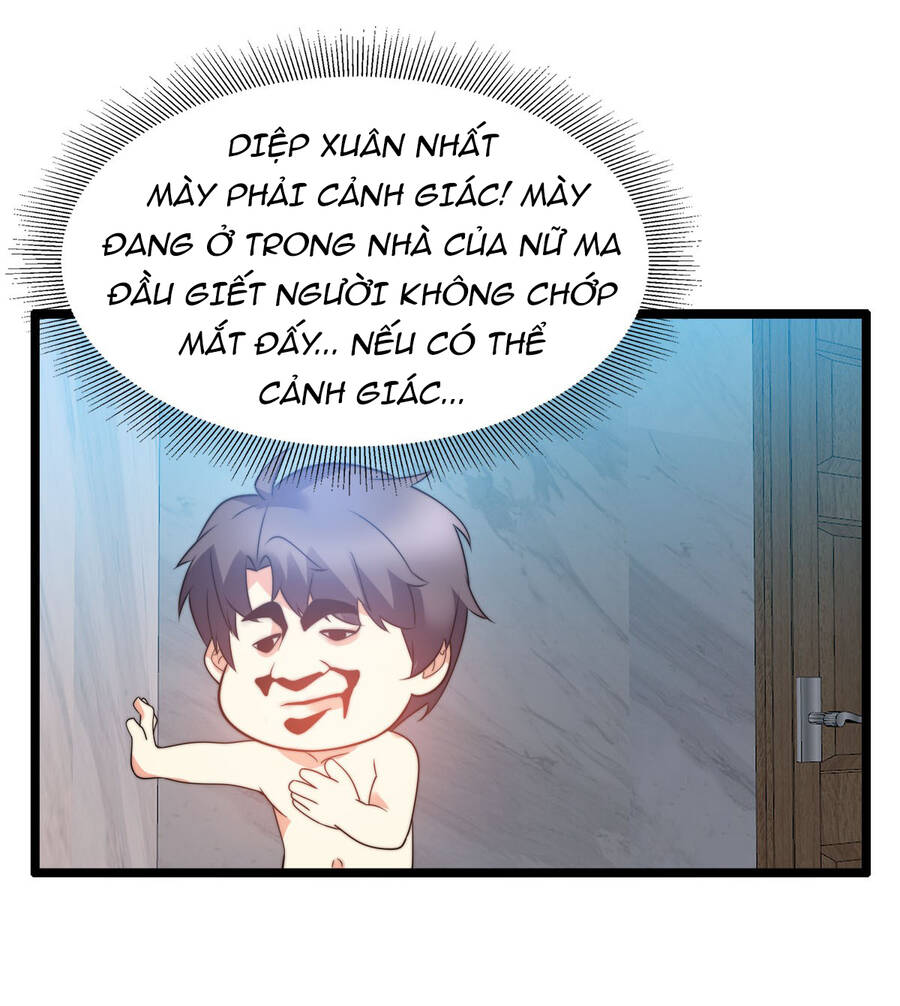 DIỆP XUÂN NHẤT
MÀY PHẢI CẢNH GIÁC! MÀY
ĐANG Ở TRONG NHÀ CỦA NỮ MA
ĐẦU GIẾT NGƯỜI KHÔNG CHỚP
MẮT ĐẤY... NẾU CÓ THỂ
CẢNH GIÁC...